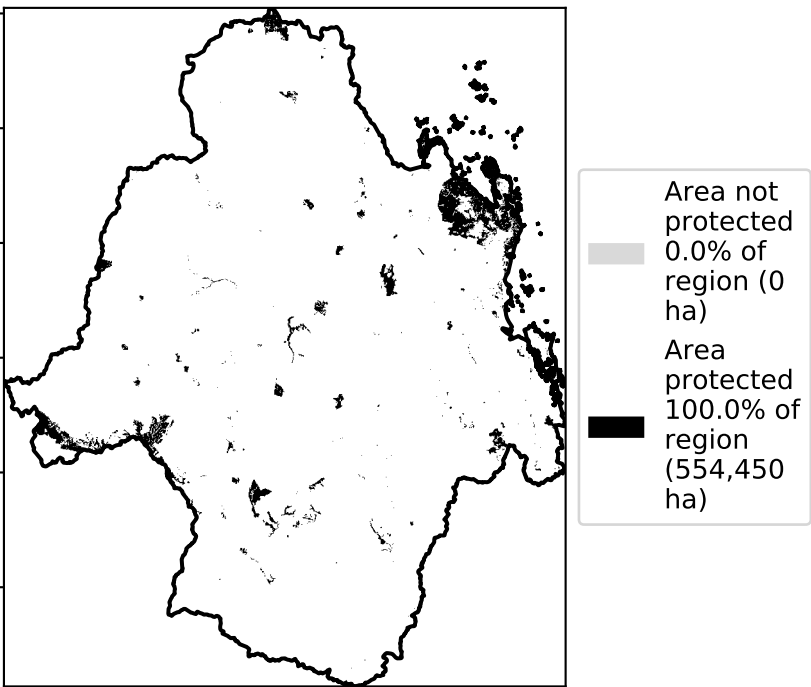 Area not
protected
0.0% of
region (0
ha)
Area
protected
100.0% of
region
(554,450
ha)